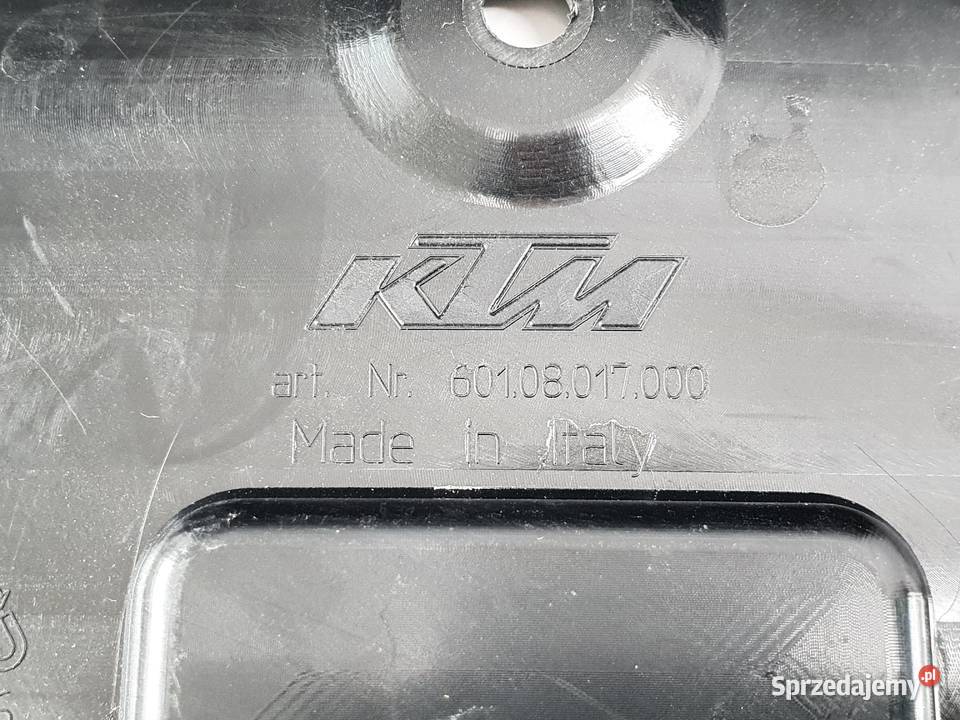 KTM
art. Nr. 601.08.017.000
Made in Italy
Sprzedajemy.pl